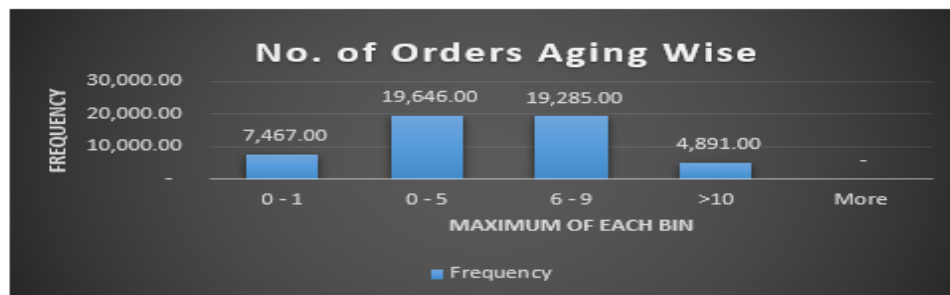 No. of Orders Aging Wise
FREQUENCY
30,000.00
20,000.00
10,000.00
-
7,467.00
19,646.00
19,285.00
4,891.00
-
0 - 1
0 - 5
6 - 9
>10
More
MAXIMUM OF EACH BIN
Frequency